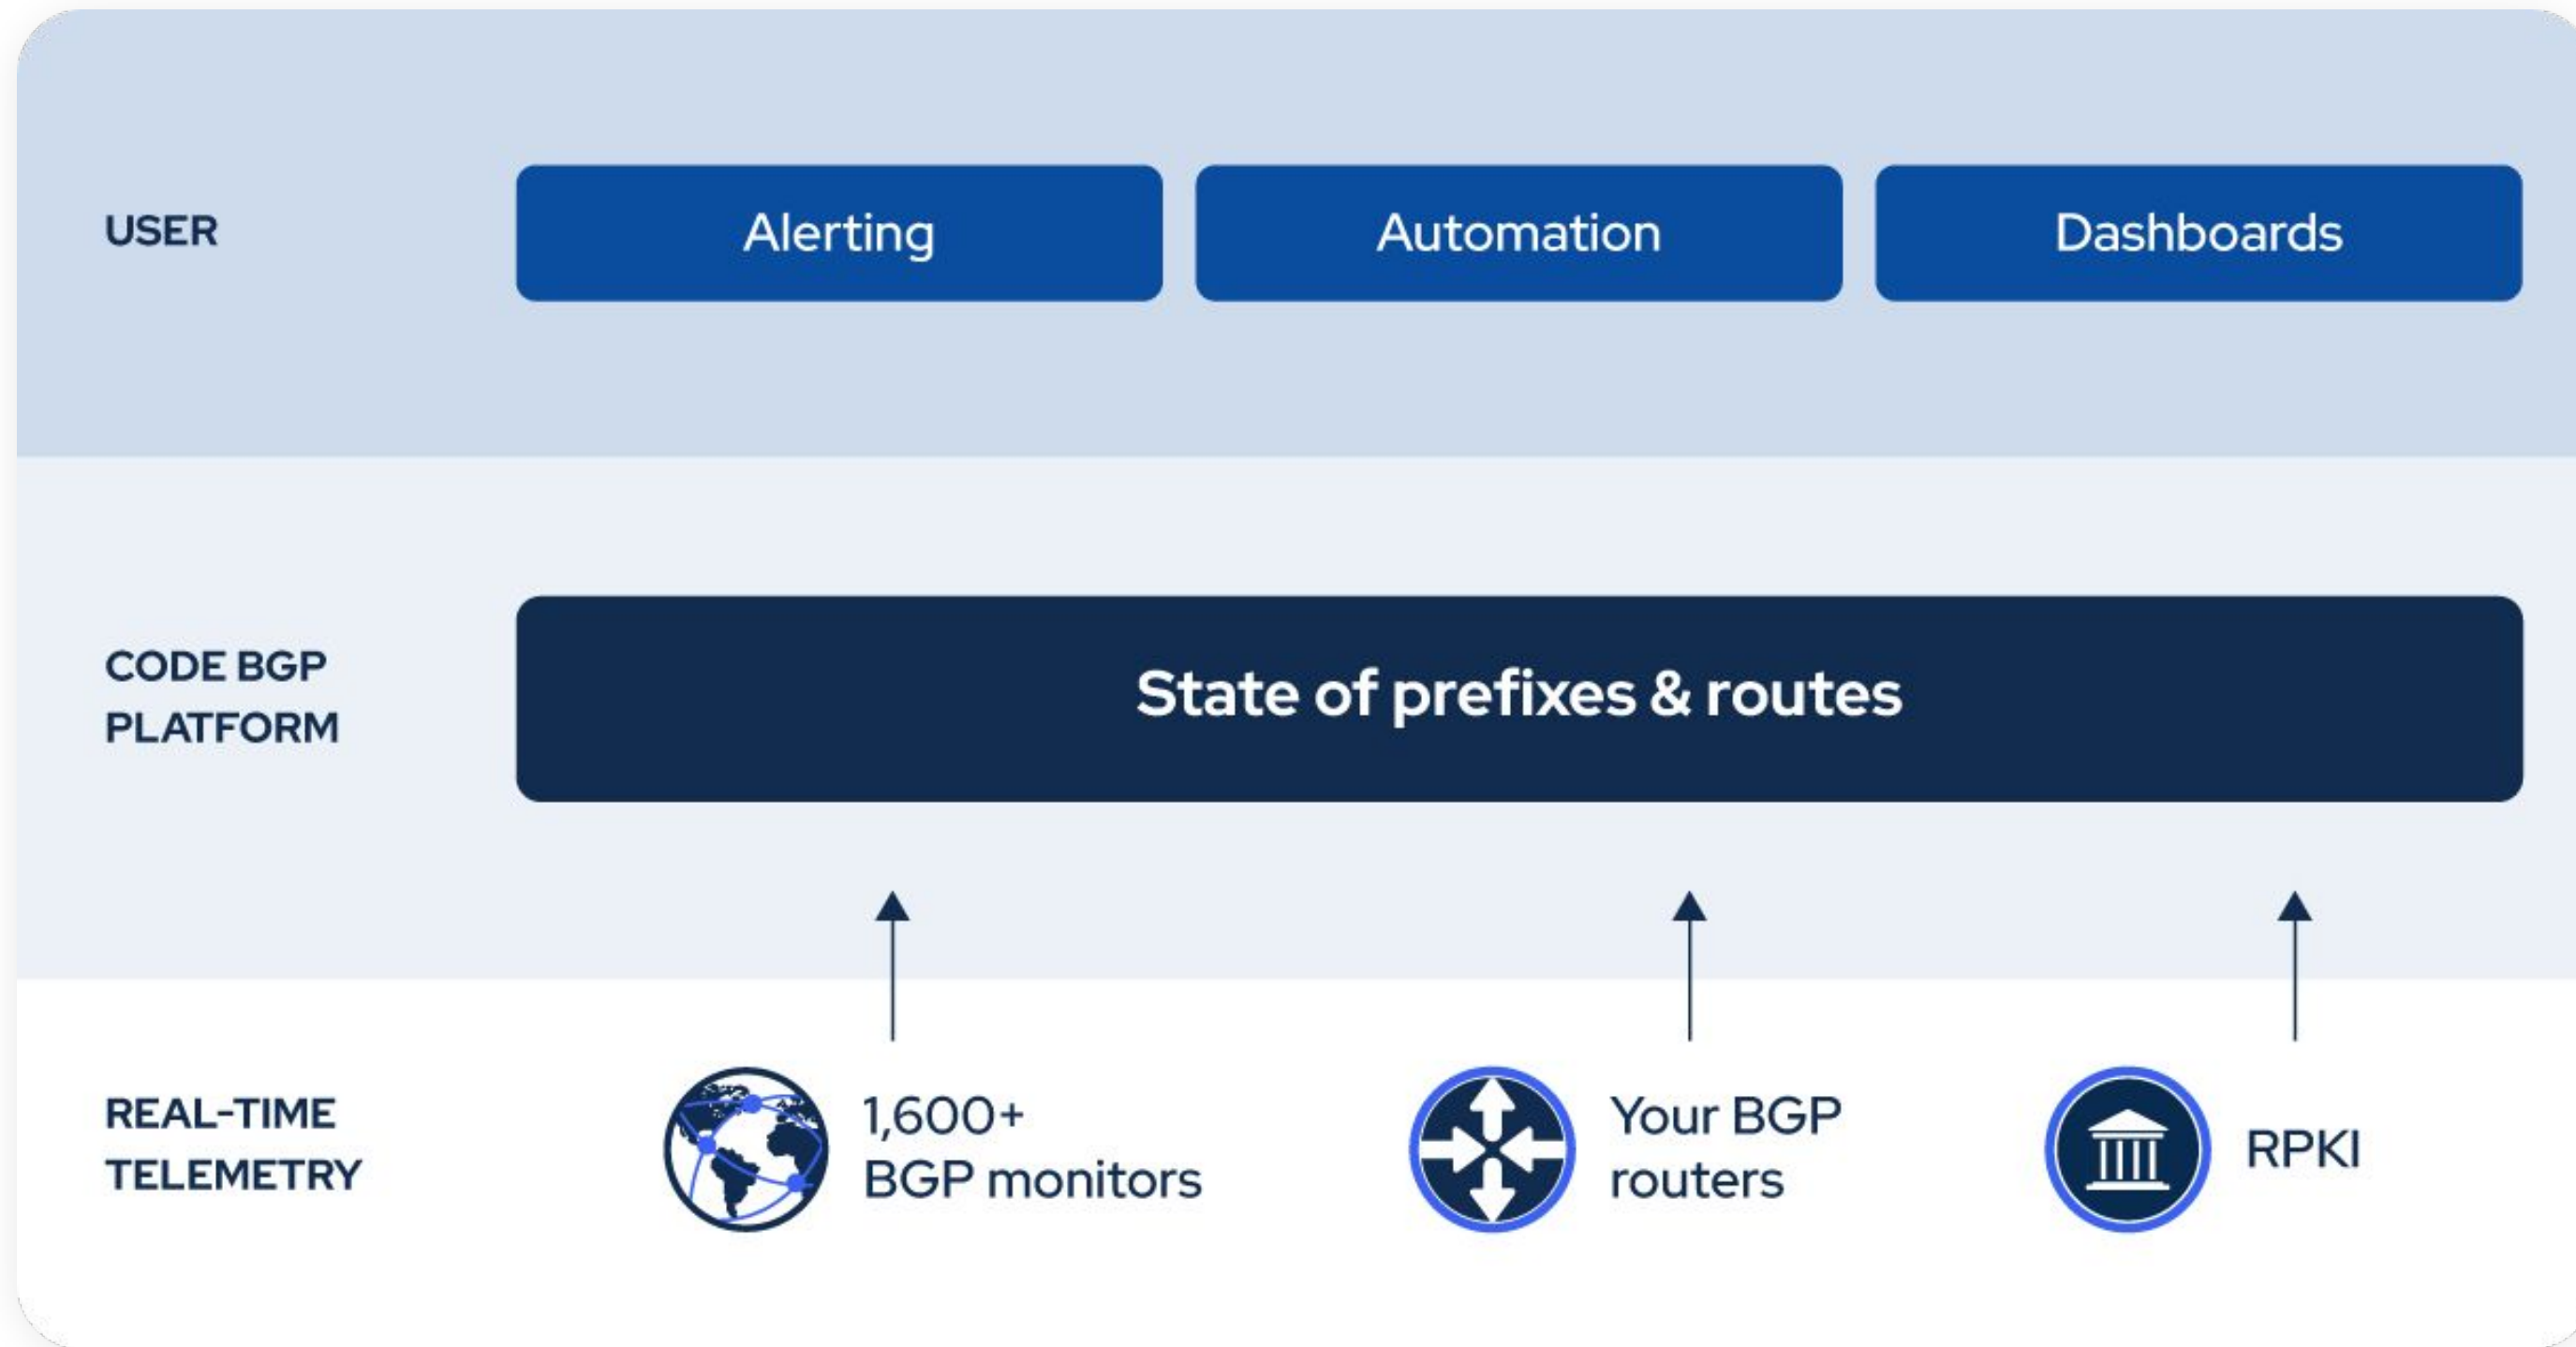 USER
Alerting
Automation
Dashboards
CODE BGP
PLATFORM
State of prefixes & routes
REAL-TIME
TELEMETRY
1,600+
BGP monitors
Your BGP
routers
RPKI